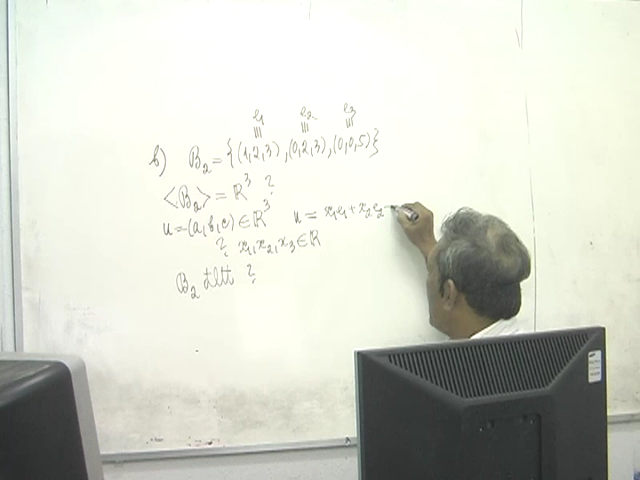 e₁ e₂ e₃
b) B₂ = {(1,2,3), (0,2,3), (0,0,5)}
<B₂> = ℝ³ ?
u = (a,b,c) ∈ ℝ³ u = x₁e₁ + x₂e₂
? x₁, x₂, x₃ ∈ ℝ
B₂ đltt ?